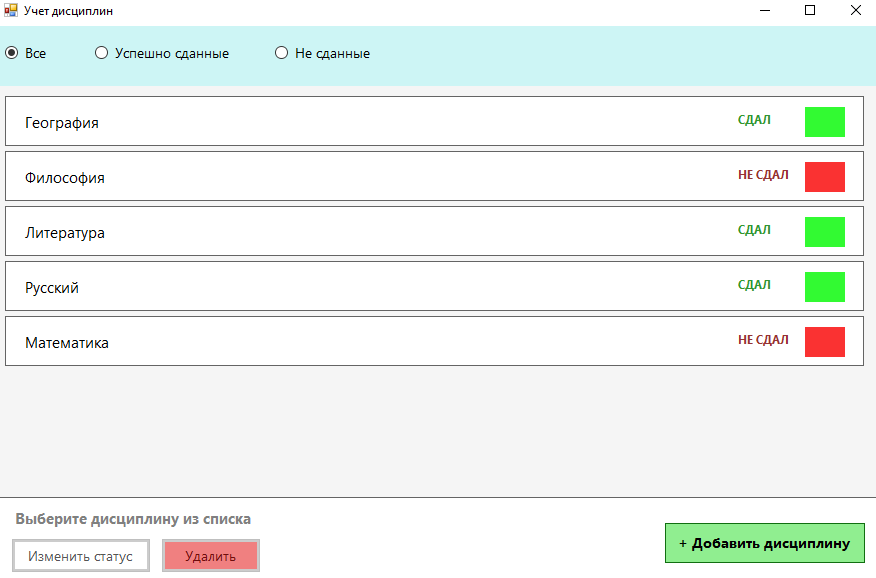 Учет дисциплин
Все Успешно сданные Не сданные
География СДАЛ
Философия НЕ СДАЛ
Литература СДАЛ
Русский СДАЛ
Математика НЕ СДАЛ
Выберите дисциплину из списка
Изменить статус Удалить + Добавить дисциплину